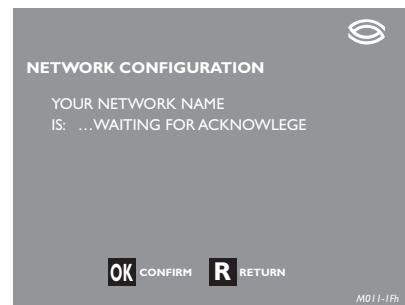 NETWORK CONFIGURATION
YOUR NETWORK NAME
IS: ...WAITING FOR ACKNOWLEGE
OK CONFIRM R RETURN
M011-1Fh